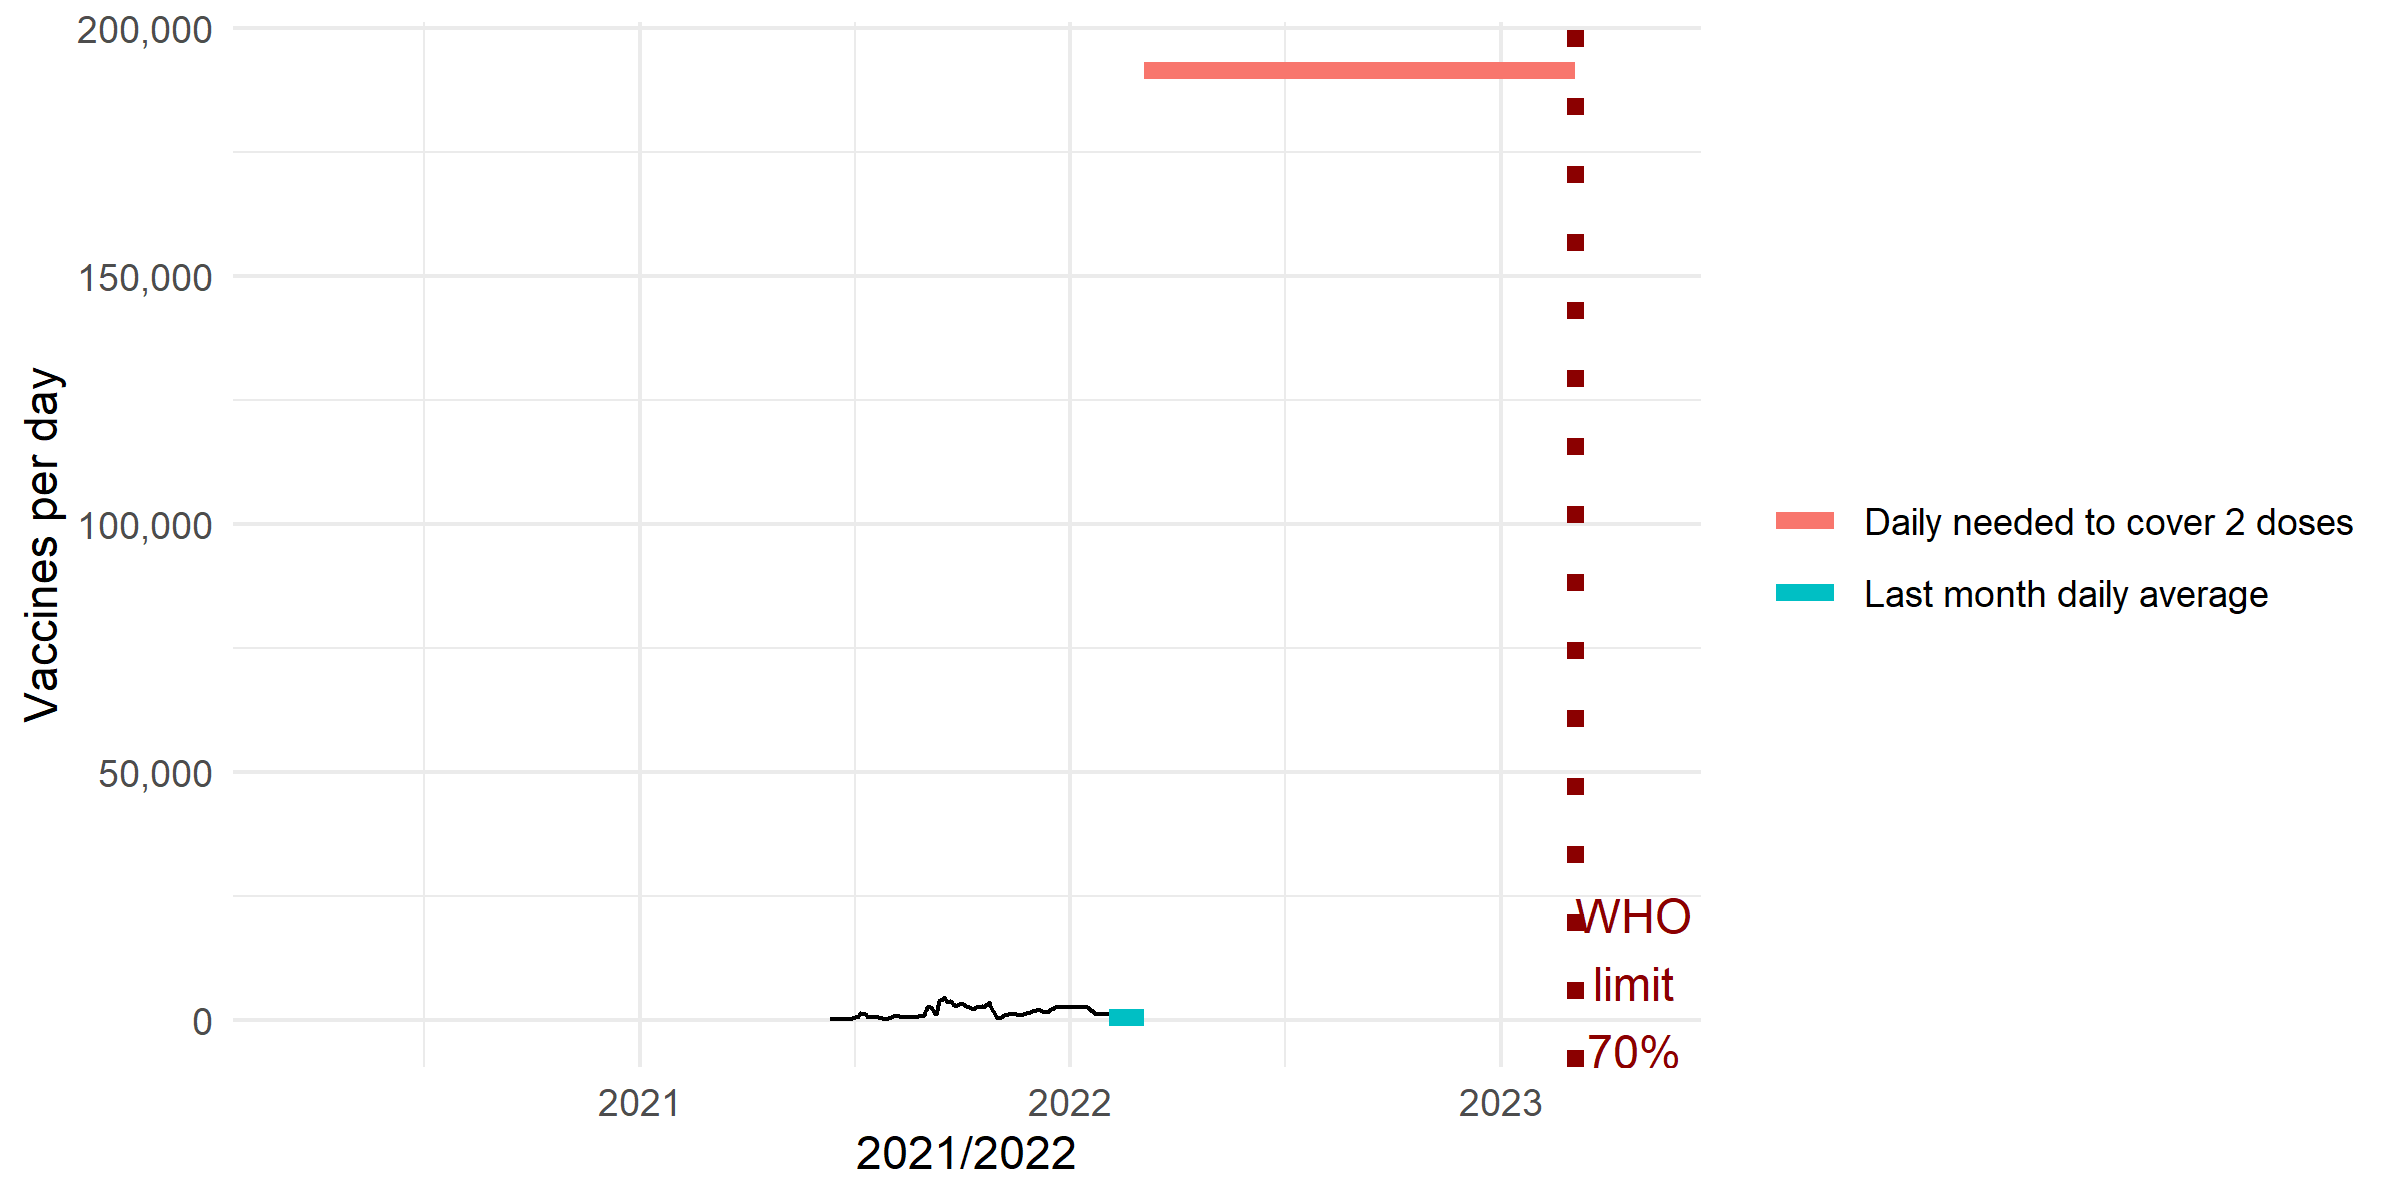 200,000
150,000
100,000
50,000
0
Vaccines per day
2021
2022
2023
2021/2022
WHO
limit
70%
Daily needed to cover 2 doses
Last month daily average